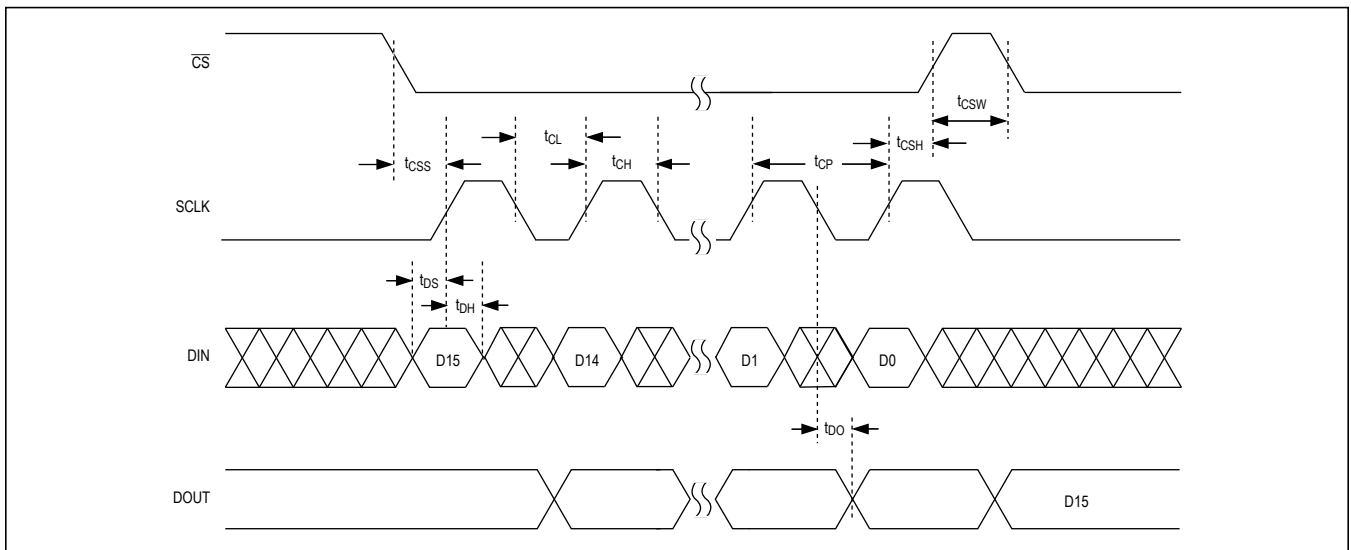 CS
tCSW
tCL
tCSH
tCSS
tCH
tCP
SCLK
tDS
tDH
DIN
D15
D14
D1
D0
tDO
DOUT
D15